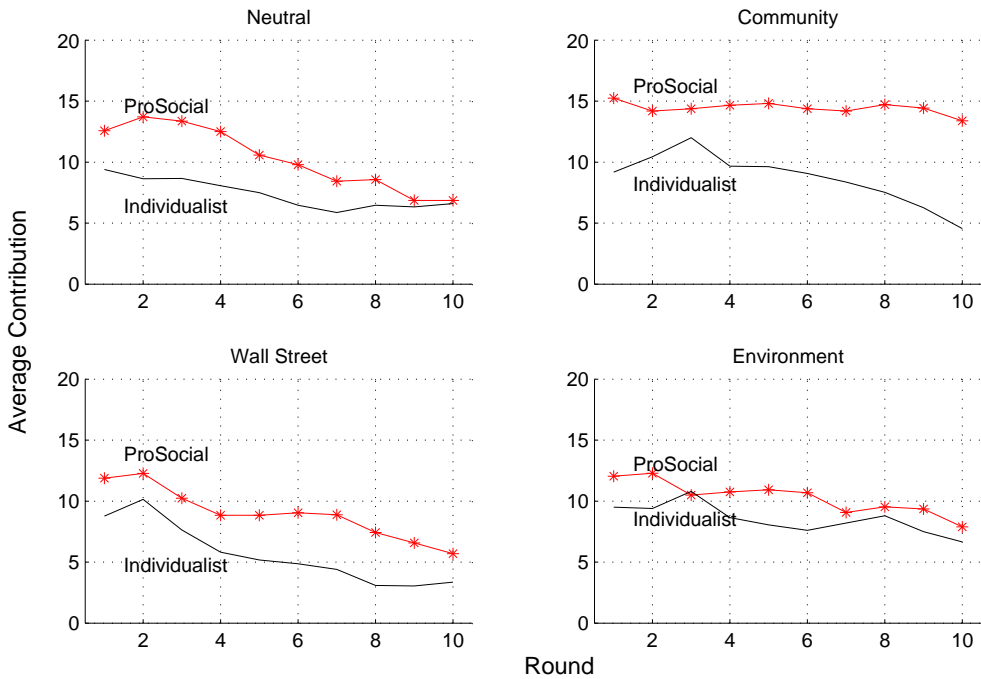 Neutral
20
15
10
5
0
ProSocial
Individualist
2 4 6 8 10
Community
20
15
10
5
0
ProSocial
Individualist
2 4 6 8 10
Average Contribution
Wall Street
20
15
10
5
0
ProSocial
Individualist
2 4 6 8 10
Environment
20
15
10
5
0
ProSocial
Individualist
2 4 6 8 10
Round